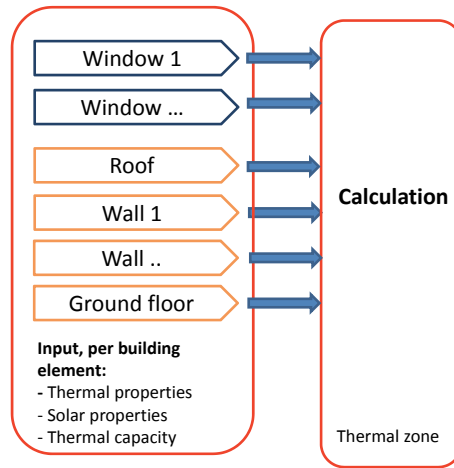 Window 1
Window ...
Roof
Wall 1
Wall ..
Ground floor
Input, per building
element:
- Thermal properties
- Solar properties
- Thermal capacity
Calculation
Thermal zone